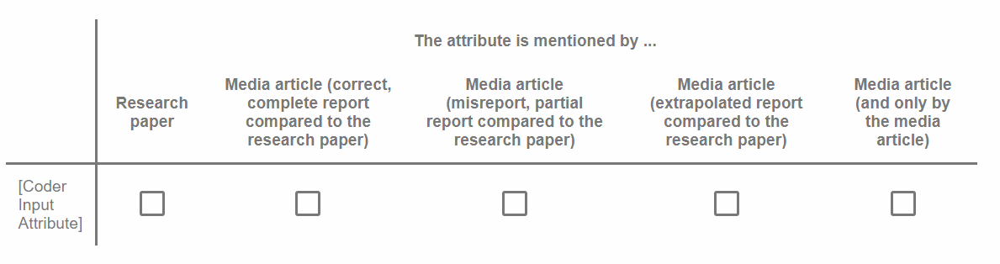 The attribute is mentioned by ...
Research
paper
Media article (correct,
complete report
compared to the
research paper)
Media article
(misreport, partial
report compared to the
research paper)
Media article
(extrapolated report
compared to the
research paper)
Media article
(and only by
the media
article)
[Coder
Input
Attribute]